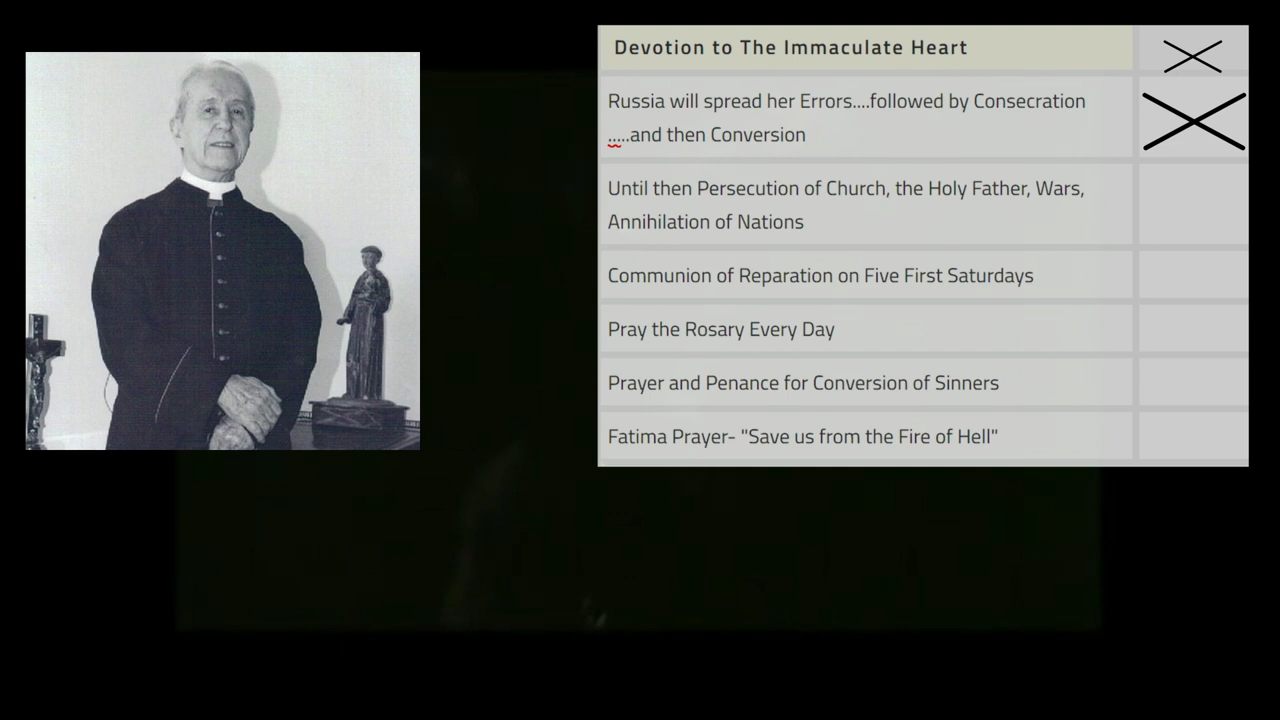 Devotion to The Immaculate Heart
Russia will spread her Errors....followed by Consecration
.....and then Conversion
Until then Persecution of Church, the Holy Father, Wars,
Annihilation of Nations
Communion of Reparation on Five First Saturdays
Pray the Rosary Every Day
Prayer and Penance for Conversion of Sinners
Fatima Prayer- "Save us from the Fire of Hell"